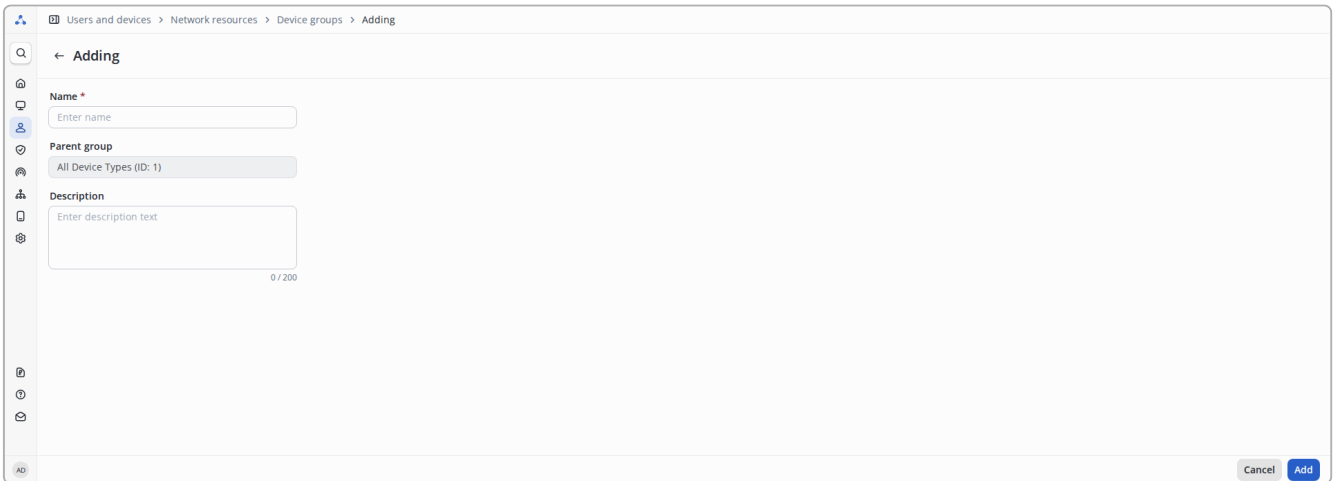 Users and devices > Network resources > Device groups > Adding
← Adding
Name *
Enter name
Parent group
All Device Types (ID: 1)
Description
Enter description text
0 / 200
AD
Cancel
Add